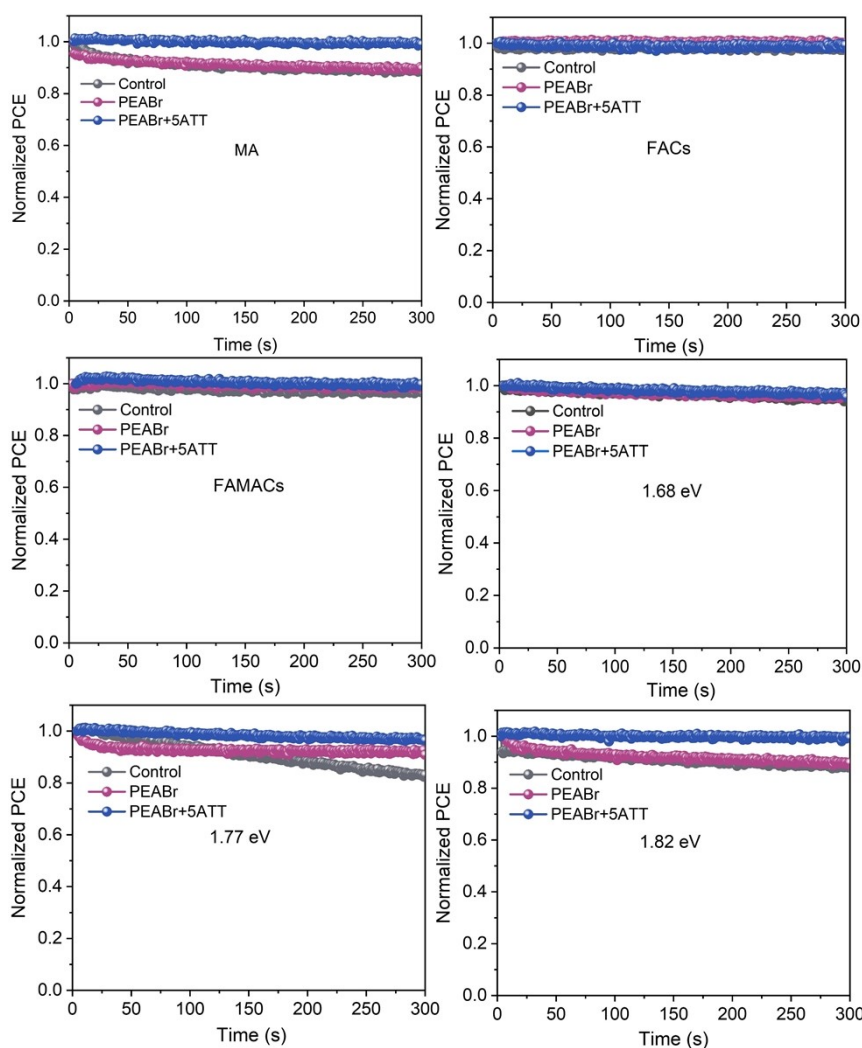 Normalized PCE
1.0
0.8
0.6
0.4
0.2
0.0
Control
PEABr
PEABr+5ATT
MA
0 50 100 150 200 250 300
Time (s)
Normalized PCE
1.0
0.8
0.6
0.4
0.2
0.0
Control
PEABr
PEABr+5ATT
FACs
0 50 100 150 200 250 300
Time (s)
Normalized PCE
1.0
0.8
0.6
0.4
0.2
0.0
Control
PEABr
PEABr+5ATT
FAMACs
0 50 100 150 200 250 300
Time (s)
Normalized PCE
1.0
0.8
0.6
0.4
0.2
0.0
Control
PEABr
PEABr+5ATT
1.68 eV
0 50 100 150 200 250 300
Time (s)
Normalized PCE
1.0
0.8
0.6
0.4
0.2
0.0
Control
PEABr
PEABr+5ATT
1.77 eV
0 50 100 150 200 250 300
Time (s)
Normalized PCE
1.0
0.8
0.6
0.4
0.2
0.0
Control
PEABr
PEABr+5ATT
1.82 eV
0 50 100 150 200 250 300
Time (s)